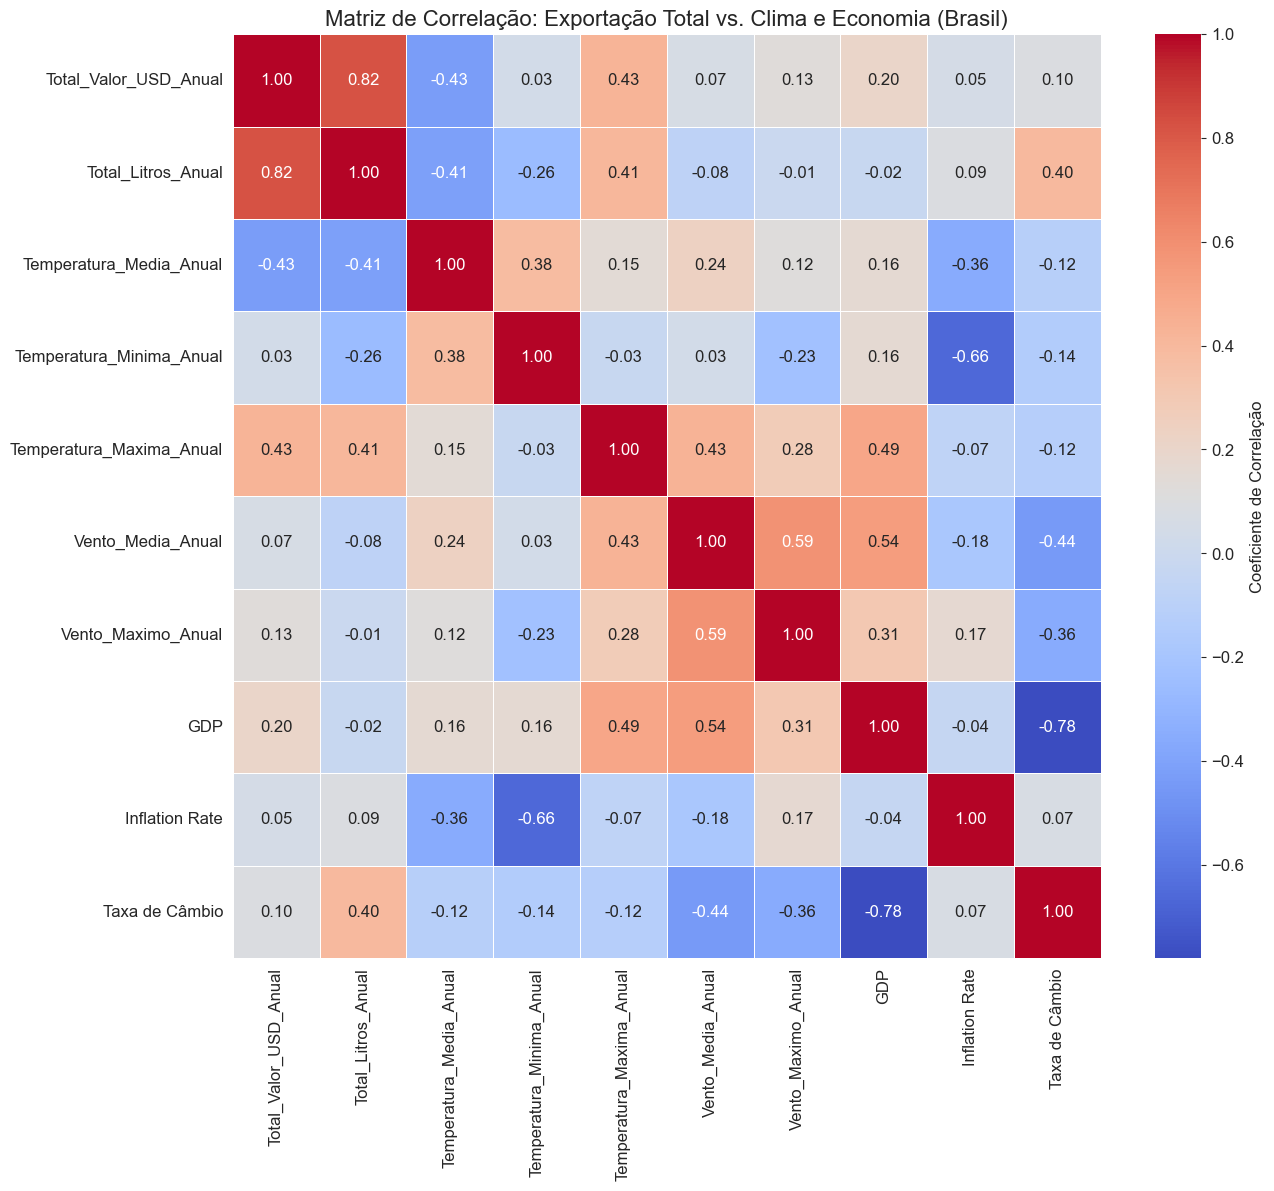 Matriz de Correlação: Exportação Total vs. Clima e Economia (Brasil)
Total_Valor_USD_Anual 1.00 0.82 -0.43 0.03 0.43 0.07 0.13 0.20 0.05 0.10
Total_Litros_Anual 0.82 1.00 -0.41 -0.26 0.41 -0.08 -0.01 -0.02 0.09 0.40
Temperatura_Media_Anual -0.43 -0.41 1.00 0.38 0.15 0.24 0.12 0.16 -0.36 -0.12
Temperatura_Minima_Anual 0.03 -0.26 0.38 1.00 -0.03 0.03 -0.23 0.16 -0.66 -0.14
Temperatura_Maxima_Anual 0.43 0.41 0.15 -0.03 1.00 0.43 0.28 0.49 -0.07 -0.12
Vento_Media_Anual 0.07 -0.08 0.24 0.03 0.43 1.00 0.59 0.54 -0.18 -0.44
Vento_Maximo_Anual 0.13 -0.01 0.12 -0.23 0.28 0.59 1.00 0.31 0.17 -0.36
GDP 0.20 -0.02 0.16 0.16 0.49 0.54 0.31 1.00 -0.04 -0.78
Inflation Rate 0.05 0.09 -0.36 -0.66 -0.07 -0.18 0.17 -0.04 1.00 0.07
Taxa de Câmbio 0.10 0.40 -0.12 -0.14 -0.12 -0.44 -0.36 -0.78 0.07 1.00
Total_Valor_USD_Anual
Total_Litros_Anual
Temperatura_Media_Anual
Temperatura_Minima_Anual
Temperatura_Maxima_Anual
Vento_Media_Anual
Vento_Maximo_Anual
GDP
Inflation Rate
Taxa de Câmbio
1.0
0.8
0.6
0.4
0.2
0.0
−0.2
−0.4
−0.6
Coeficiente de Correlação